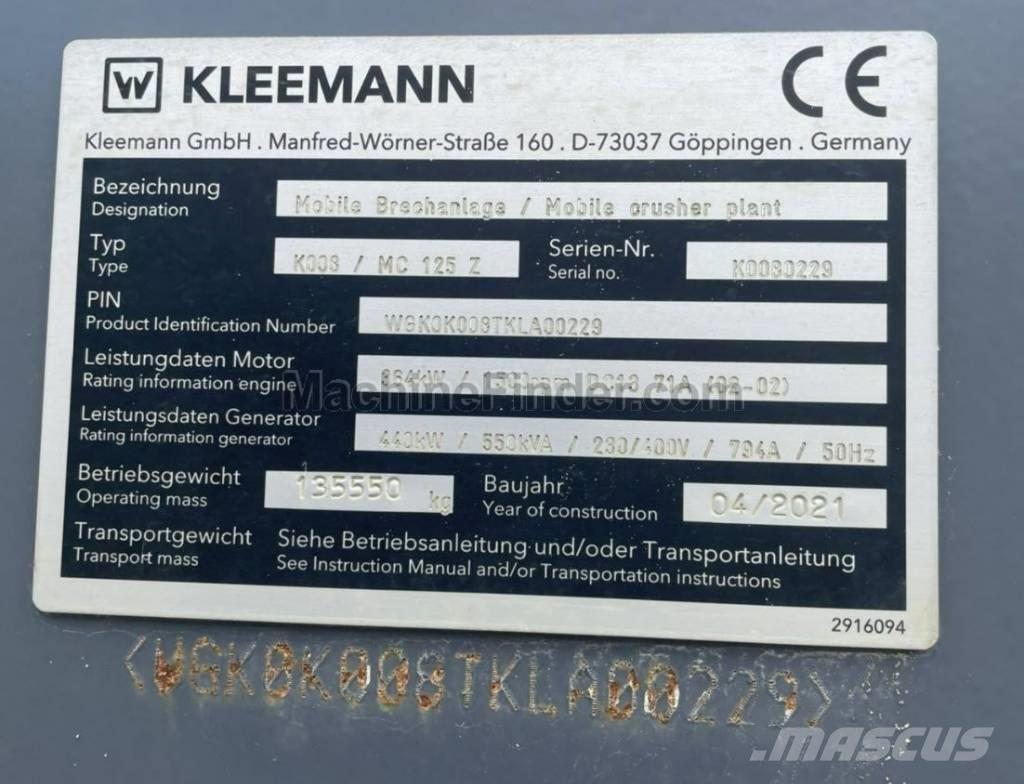 W KLEEMANN CE
Kleemann GmbH . Manfred-Wörner-Straße 160 . D-73037 Göppingen . Germany
Bezeichnung
Designation
Mobile Brechanlage / Mobile crusher plant
Typ
Type
K008 / MC 125 Z
Serien-Nr.
Serial no.
K0080229
PIN
Product Identification Number
WGK0K008TKLA00229
Leistungdaten Motor
Rating information engine
/ 71A (02-02)
MachineFinder.com
Leistungsdaten Generator
Rating information generator
440kW / 550kVA / 230/400V / 794A / 50Hz
Betriebsgewicht
Operating mass
135550 kg
Baujahr
Year of construction
04/2021
Transportgewicht
Transport mass
Siehe Betriebsanleitung und/oder Transportanleitung
See Instruction Manual and/or Transportation instructions
2916094
<WGK0K008TKLA00229>
MASCUS